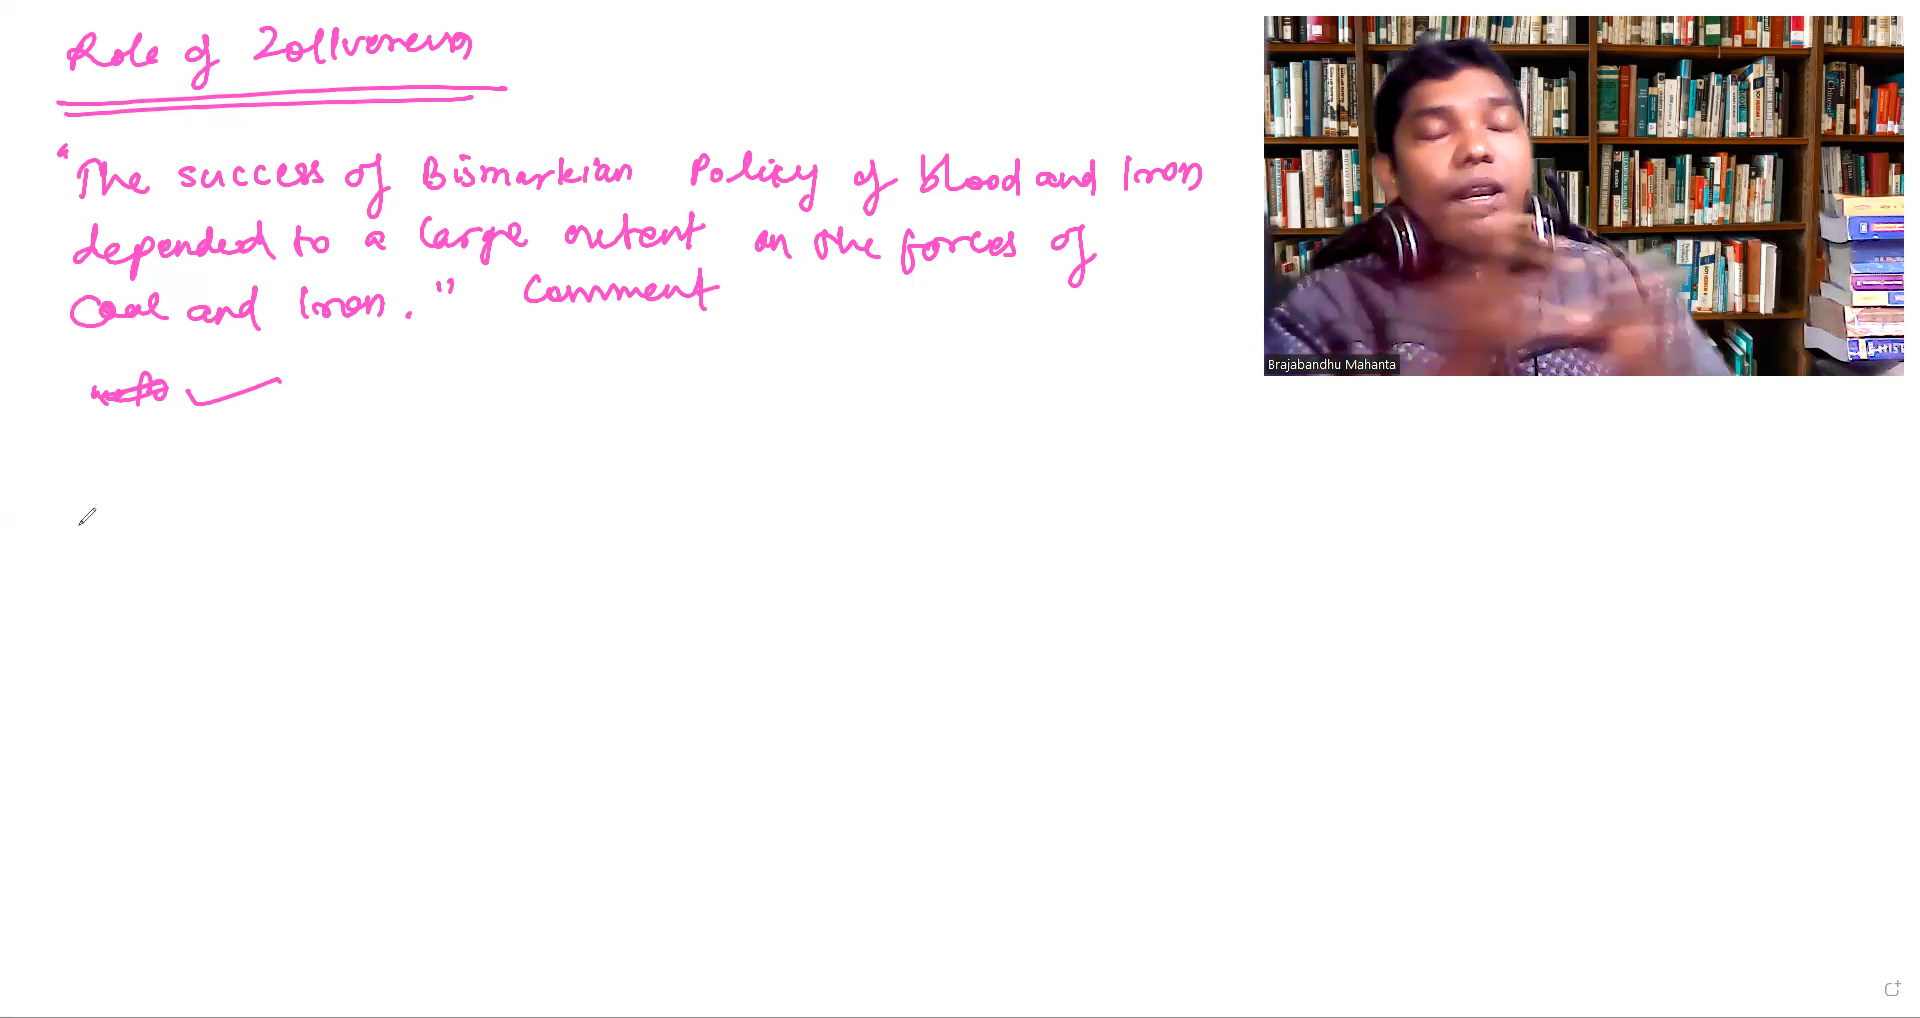 Role of Zollverein
"The success of Bismarkian Policy of blood and Iron
depended to a large extent on the forces of
Coal and Iron." Comment
Brajabandhu Mahanta